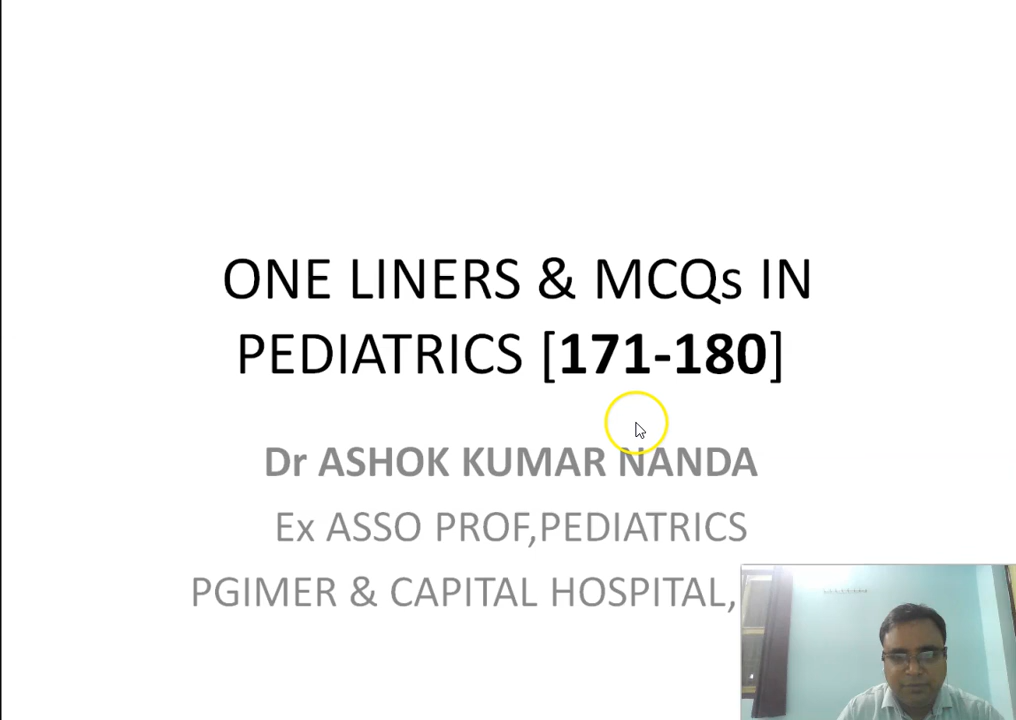 ONE LINERS & MCQs IN
PEDIATRICS [171-180]
Dr ASHOK KUMAR NANDA
Ex ASSO PROF,PEDIATRICS
PGIMER & CAPITAL HOSPITAL,